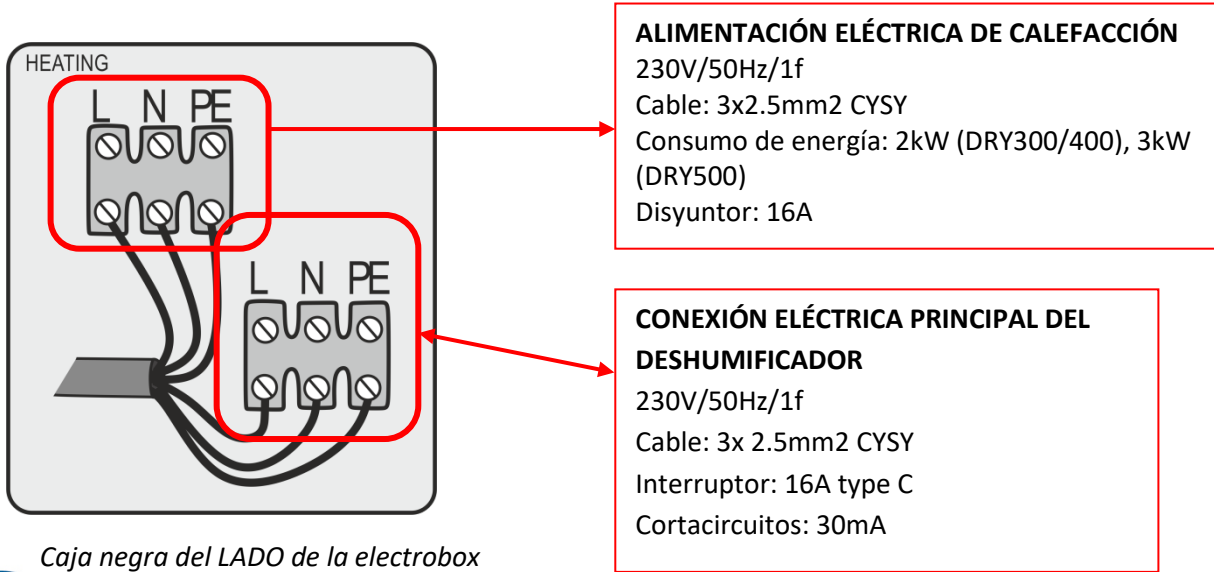 HEATING
L N PE
L N PE
Caja negra del LADO de la electrobox
ALIMENTACIÓN ELÉCTRICA DE CALEFACCIÓN
230V/50Hz/1f
Cable: 3x2.5mm2 CYSY
Consumo de energía: 2kW (DRY300/400), 3kW
(DRY500)
Disyuntor: 16A
CONEXIÓN ELÉCTRICA PRINCIPAL DEL
DESHUMIFICADOR
230V/50Hz/1f
Cable: 3x 2.5mm2 CYSY
Interruptor: 16A type C
Cortacircuitos: 30mA